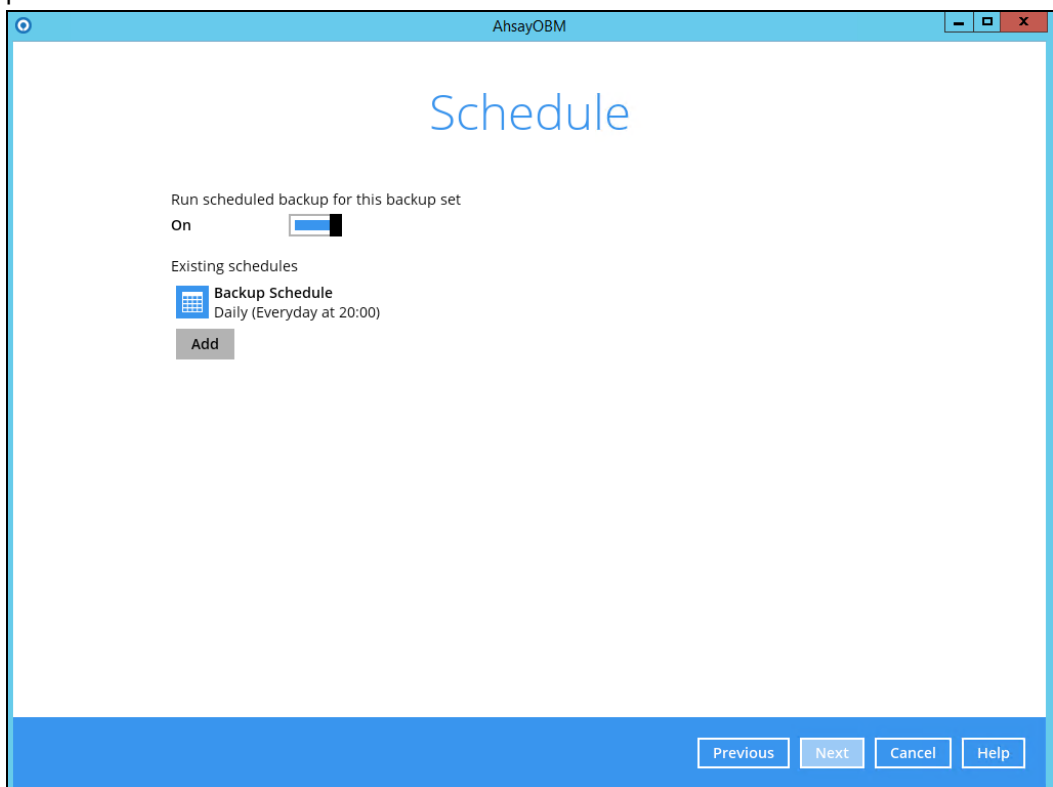 AhsayOBM
Schedule
Run scheduled backup for this backup set
On
Existing schedules
Backup Schedule
Daily (Everyday at 20:00)
Add
Previous Next Cancel Help